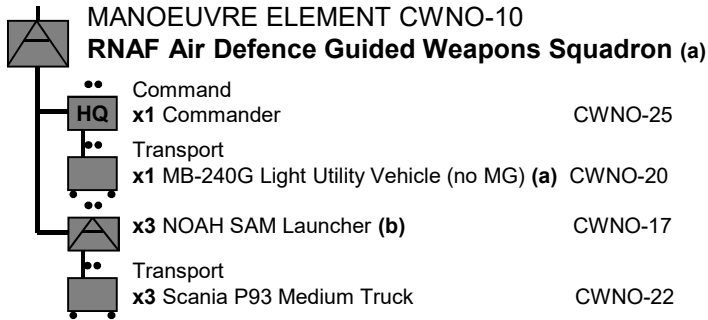 MANOEUVRE ELEMENT CWNO-10
RNAF Air Defence Guided Weapons Squadron (a)
Command
HQ x1 Commander CWNO-25
Transport
x1 MB-240G Light Utility Vehicle (no MG) (a) CWNO-20
x3 NOAH SAM Launcher (b) CWNO-17
Transport
x3 Scania P93 Medium Truck CWNO-22